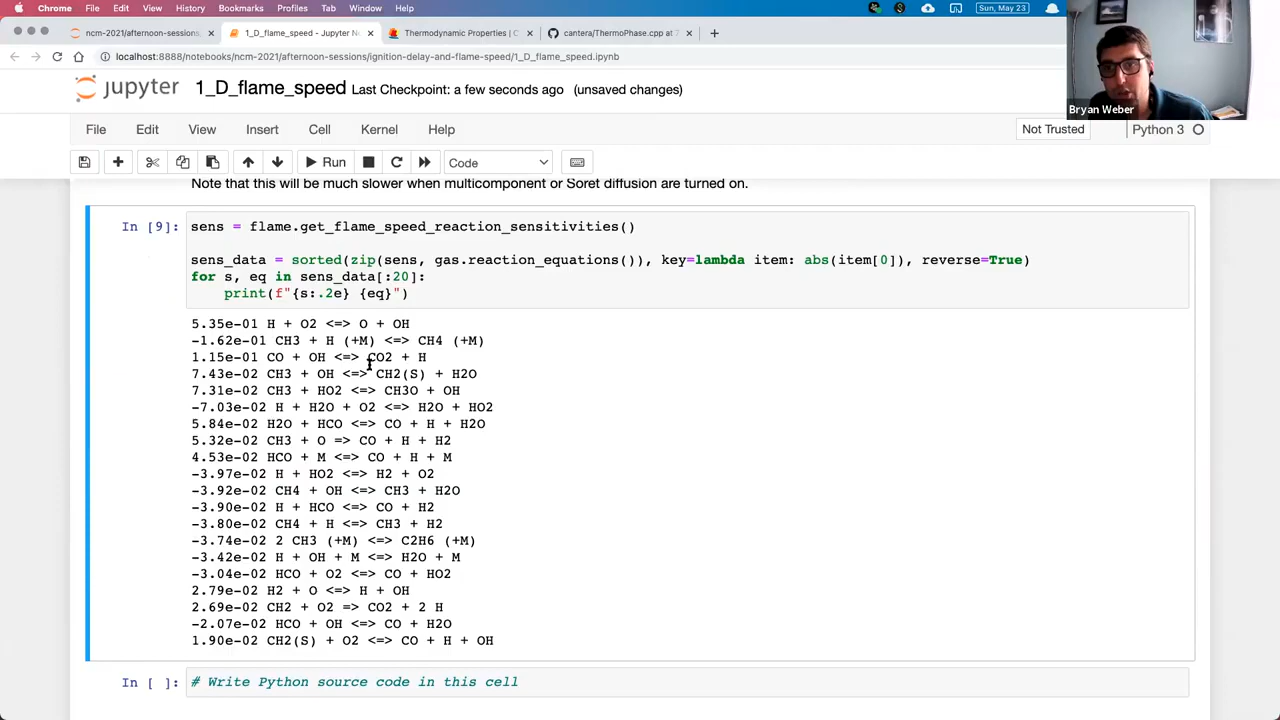 Chrome File Edit View History Bookmarks Profiles Tab Window Help Sun, May 23
ncm-2021/afternoon-sessions 1_D_flame_speed - Jupyter N Thermodynamic Properties | C cantera/ThermoPhase.cpp at 7
localhost:8888/notebooks/ncm-2021/afternoon-sessions/ignition-delay-and-flame-speed/1_D_flame_speed.ipynb
Bryan Weber
jupyter 1_D_flame_speed Last Checkpoint: a few seconds ago (unsaved changes)
File Edit View Insert Cell Kernel Help Not Trusted Python 3
Run Code
Note that this will be much slower when multicomponent or Soret diffusion are turned on.
In [9]: sens = flame.get_flame_speed_reaction_sensitivities()
sens_data = sorted(zip(sens, gas.reaction_equations()), key=lambda item: abs(item[0]), reverse=True)
for s, eq in sens_data[:20]:
    print(f"{s:.2e} {eq}")
5.35e-01 H + O2 <=> O + OH
-1.62e-01 CH3 + H (+M) <=> CH4 (+M)
1.15e-01 CO + OH <=> CO2 + H
7.43e-02 CH3 + OH <=> CH2(S) + H2O
7.31e-02 CH3 + HO2 <=> CH3O + OH
-7.03e-02 H + H2O + O2 <=> H2O + HO2
5.84e-02 H2O + HCO <=> CO + H + H2O
5.32e-02 CH3 + O => CO + H + H2
4.53e-02 HCO + M <=> CO + H + M
-3.97e-02 H + HO2 <=> H2 + O2
-3.92e-02 CH4 + OH <=> CH3 + H2O
-3.90e-02 H + HCO <=> CO + H2
-3.80e-02 CH4 + H <=> CH3 + H2
-3.74e-02 2 CH3 (+M) <=> C2H6 (+M)
-3.42e-02 H + OH + M <=> H2O + M
-3.04e-02 HCO + O2 <=> CO + HO2
2.79e-02 H2 + O <=> H + OH
2.69e-02 CH2 + O2 => CO2 + 2 H
-2.07e-02 HCO + OH <=> CO + H2O
1.90e-02 CH2(S) + O2 <=> CO + H + OH
In [ ]: # Write Python source code in this cell